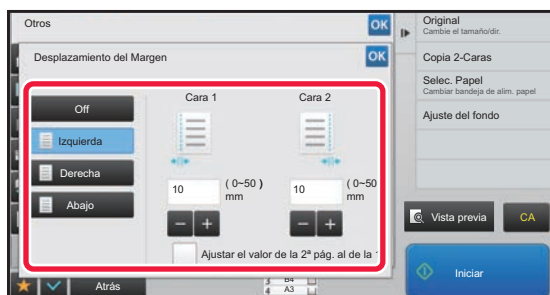 Otros
OK
Desplazamiento del Margen
OK
Off
Izquierda
Derecha
Abajo
Cara 1
Cara 2
10
( 0~50 )
mm
10
( 0~50
mm
Ajustar el valor de la 2ª pág. al de la
Atrás
3 B4
4 A3
Original
Cambie el tamaño/dir.
Copia 2-Caras
Selec. Papel
Cambiar bandeja de alim. papel
Ajuste del fondo
Vista previa
CA
Iniciar